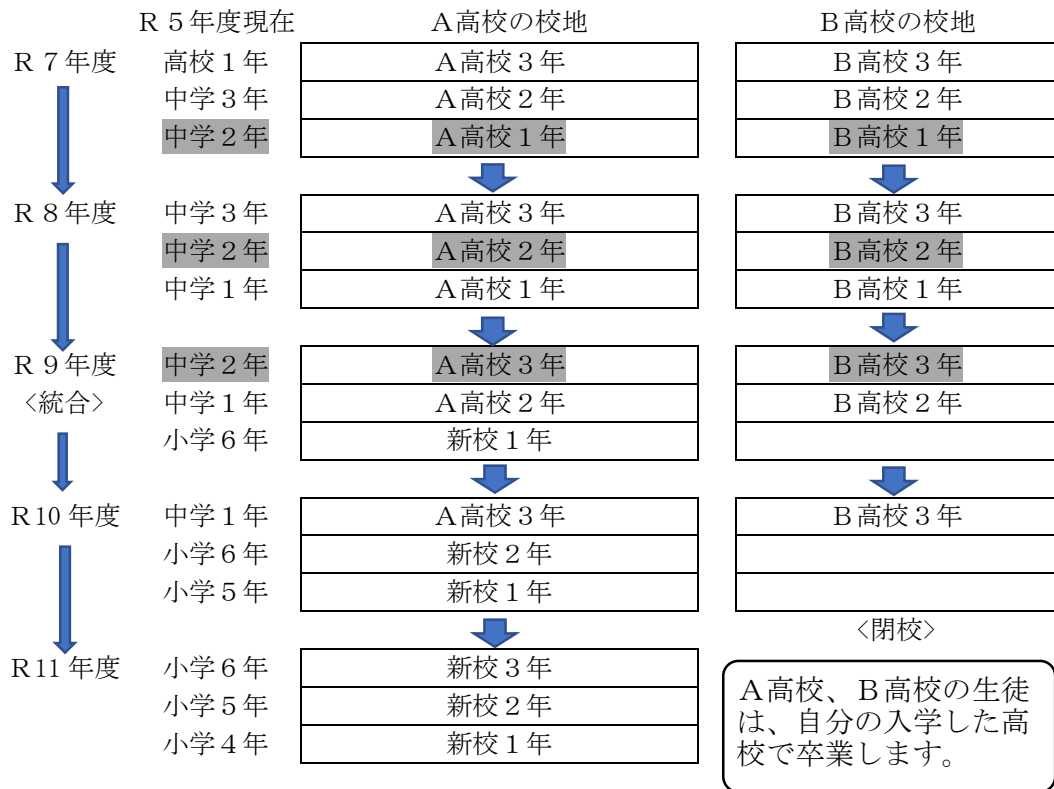 R5年度現在 A高校の校地 B高校の校地
R7年度 高校1年 A高校3年 B高校3年
中学3年 A高校2年 B高校2年
中学2年 A高校1年 B高校1年
R8年度 中学3年 A高校3年 B高校3年
中学2年 A高校2年 B高校2年
中学1年 A高校1年 B高校1年
R9年度 中学2年 A高校3年 B高校3年
<統合> 中学1年 A高校2年 B高校2年
小学6年 新校1年
R10年度 中学1年 A高校3年 B高校3年
小学6年 新校2年
小学5年 新校1年
<閉校>
R11年度 小学6年 新校3年
小学5年 新校2年
小学4年 新校1年
A高校、B高校の生徒
は、自分の入学した高
校で卒業します。